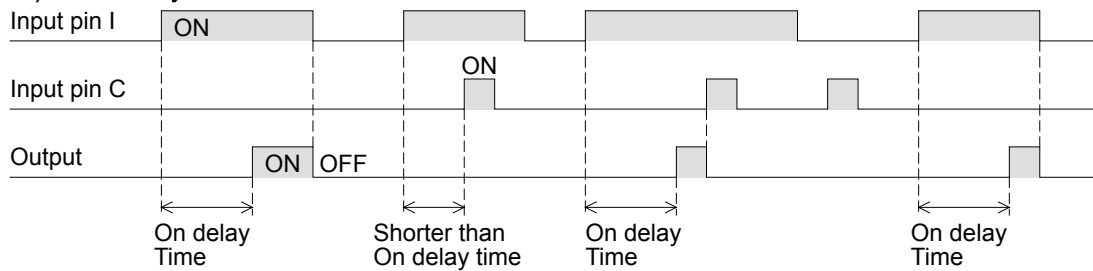 Input pin I
ON
Input pin C
ON
Output
ON
OFF
On delay
Time
Shorter than
On delay time
On delay
Time
On delay
Time